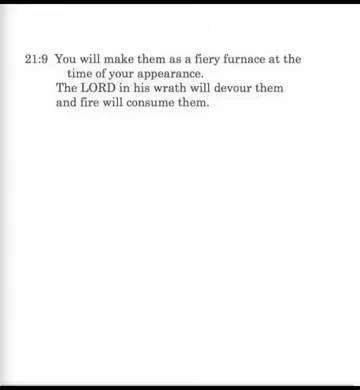 21:9 You will make them as a fiery furnace at the
time of your appearance.
The LORD in his wrath will devour them
and fire will consume them.